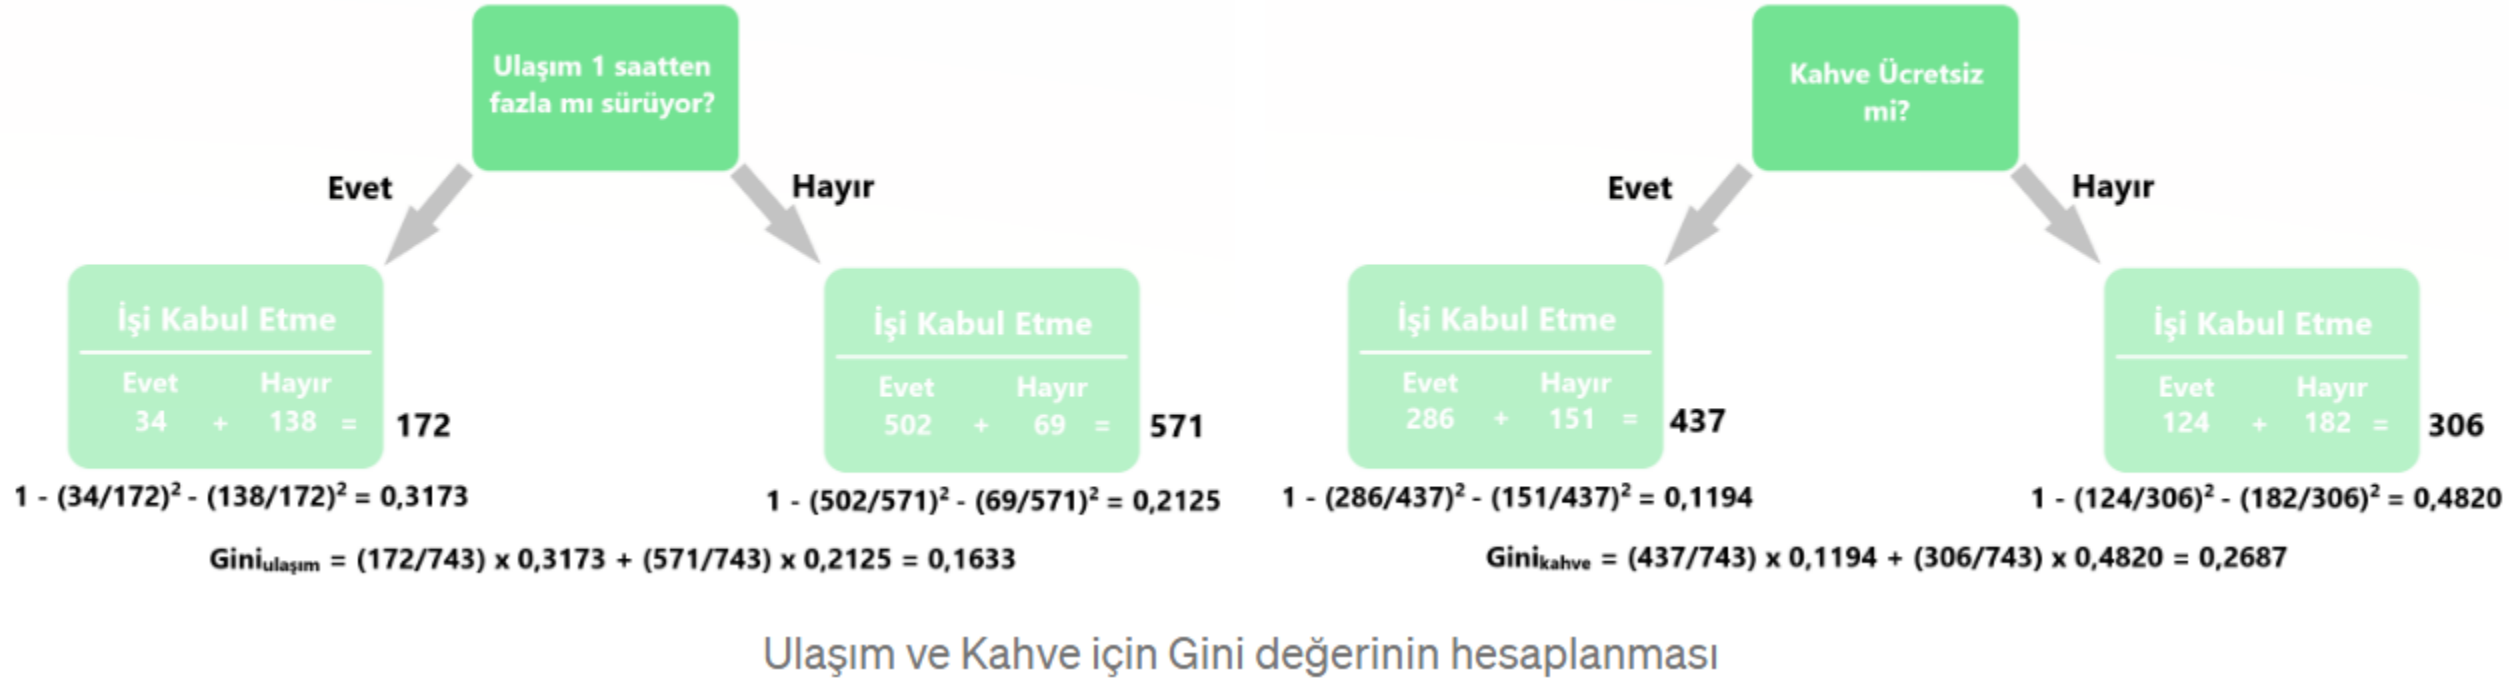 Ulaşım 1 saatten
fazla mı sürüyor?
Evet
Hayır
İşi Kabul Etme
Evet Hayır
34 + 138 = 172
1 - (34/172)² - (138/172)² = 0,3173
İşi Kabul Etme
Evet Hayır
502 + 69 = 571
1 - (502/571)² - (69/571)² = 0,2125
Giniulaşım = (172/743) x 0,3173 + (571/743) x 0,2125 = 0,1633
Kahve Ücretsiz
mi?
Evet
Hayır
İşi Kabul Etme
Evet Hayır
286 + 151 = 437
1 - (286/437)² - (151/437)² = 0,1194
İşi Kabul Etme
Evet Hayır
124 + 182 = 306
1 - (124/306)² - (182/306)² = 0,4820
Ginikahve = (437/743) x 0,1194 + (306/743) x 0,4820 = 0,2687
Ulaşım ve Kahve için Gini değerinin hesaplanması